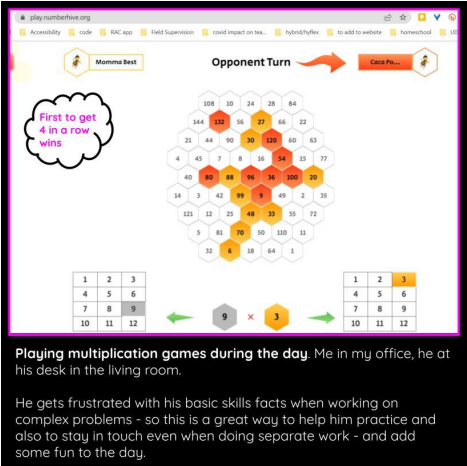 play.numberhive.org
Accessibility code RAC app Field Supervision covid impact on tea... hybrid/hyflex to add to website homeschool
Momma Best Opponent Turn Coco Po...
First to get
4 in a row
wins
108 10 24 28 84
144 132 56 27 66 22
21 44 90 30 120 60 63
4 45 7 8 16 54 15 77
40 80 88 96 36 100 20
14 3 42 99 9 49 2 35
121 12 25 48 33 55 72
5 81 70 50 110 11
32 6 18 64 1
1 2 3 1 2 3
4 5 6 4 5 6
7 8 9 9 × 3 7 8 9
10 11 12 10 11 12
Playing multiplication games during the day. Me in my office, he at
his desk in the living room.
He gets frustrated with his basic skills facts when working on
complex problems - so this is a great way to help him practice and
also to stay in touch even when doing separate work - and add
some fun to the day.